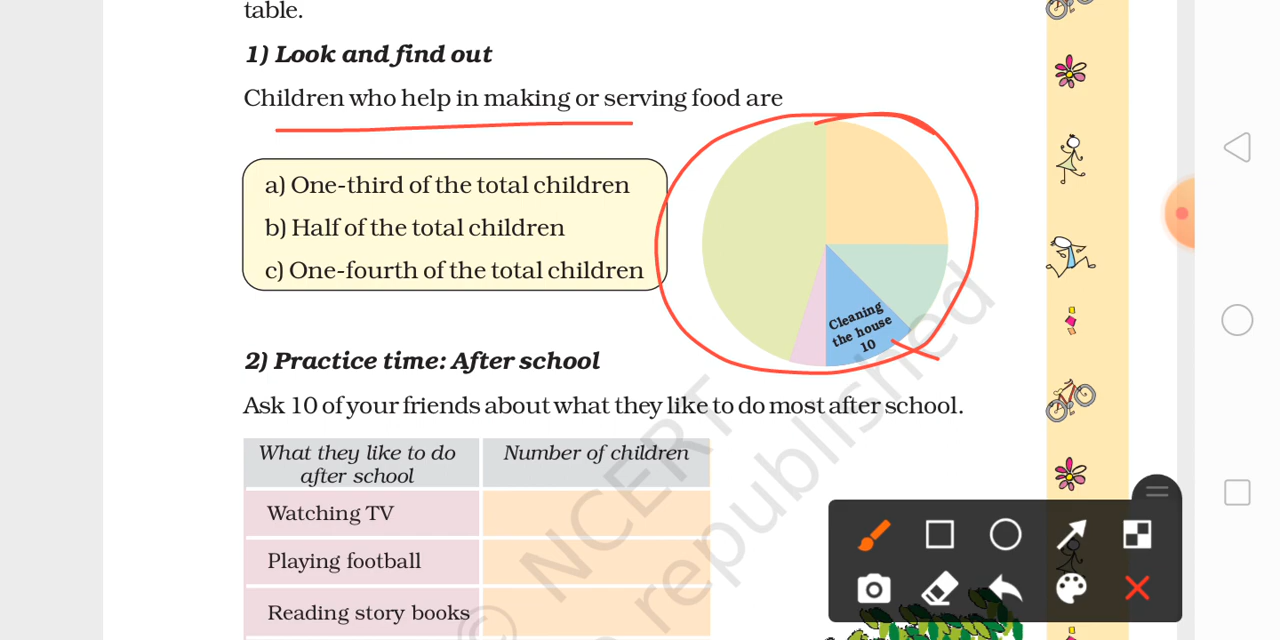 table.
1) Look and find out
Children who help in making or serving food are
a) One-third of the total children
b) Half of the total children
c) One-fourth of the total children
Cleaning
the house
10
2) Practice time: After school
Ask 10 of your friends about what they like to do most after school.
What they like to do
after school
Number of children
Watching TV
Playing football
Reading story books
© NCERT
republished